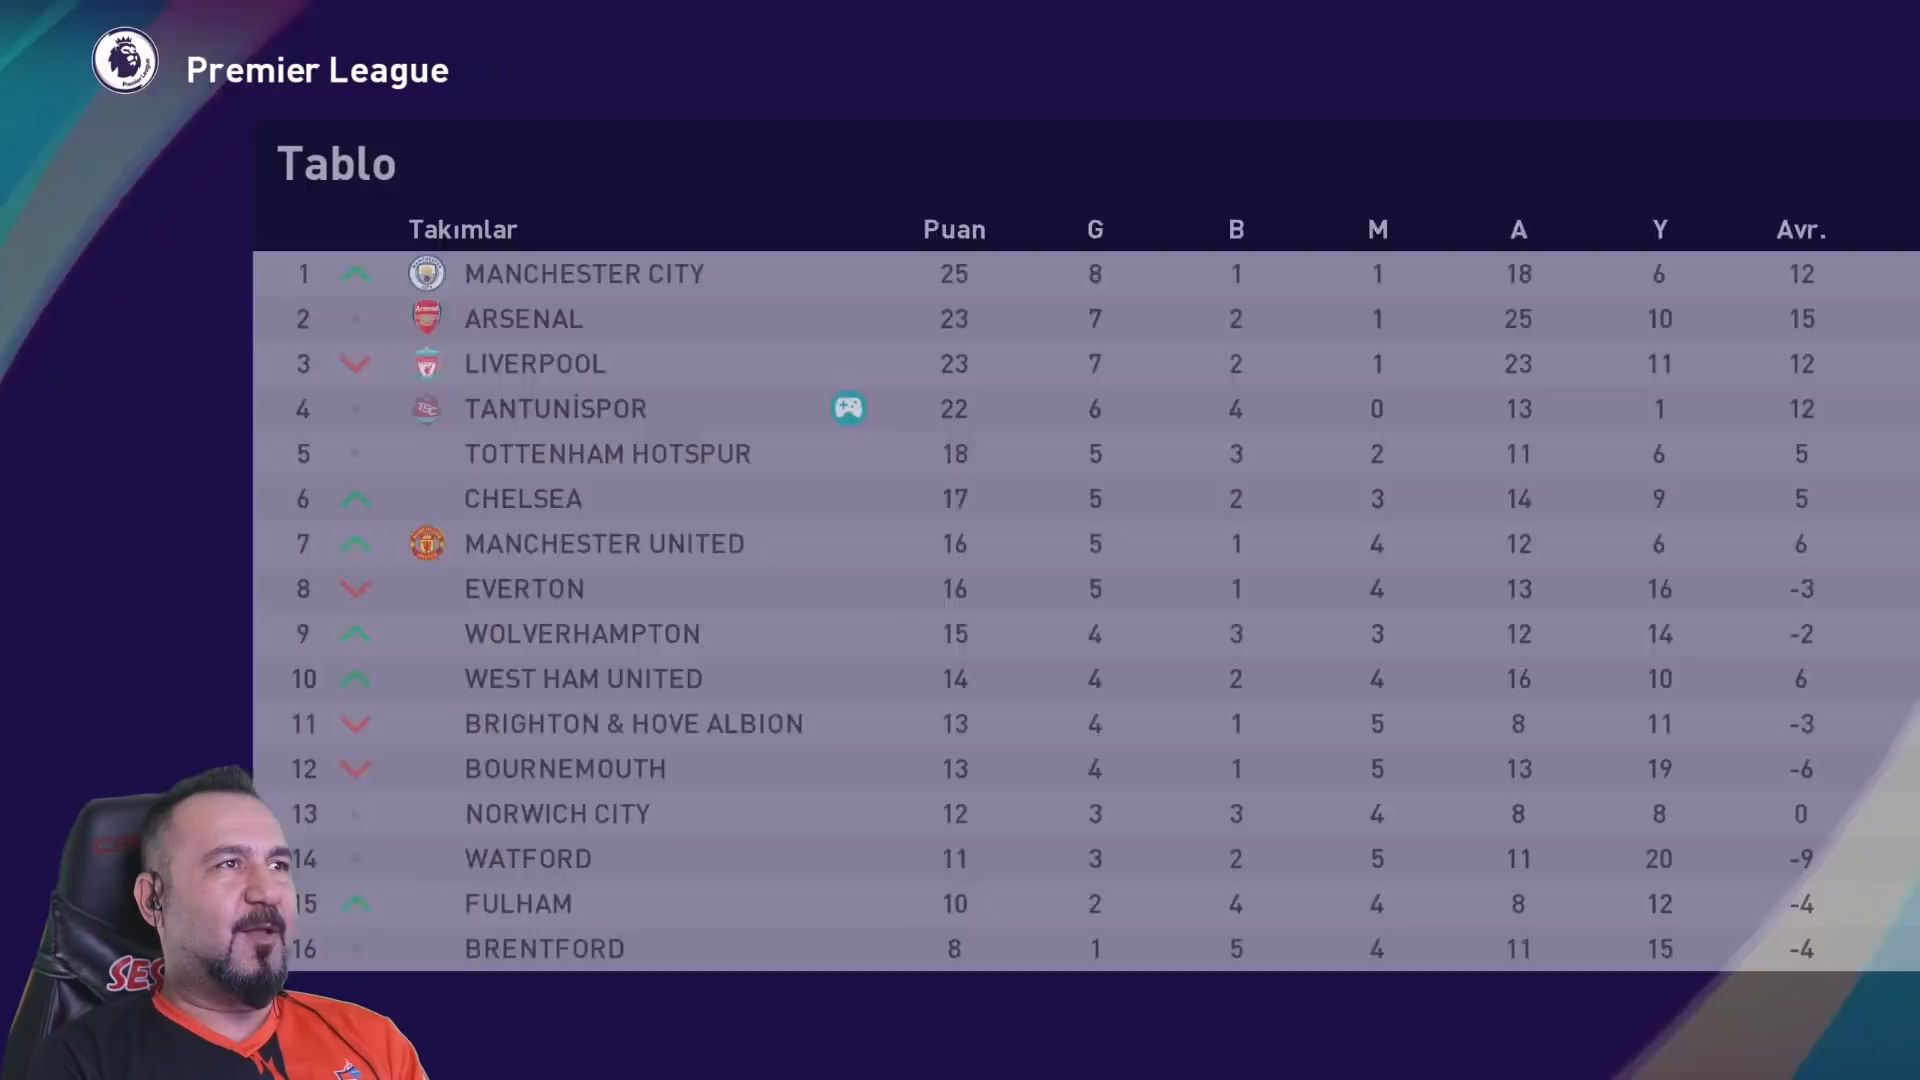 Premier League
Tablo
Takımlar Puan G B M A Y Avr.
1 MANCHESTER CITY 25 8 1 1 18 6 12
2 ARSENAL 23 7 2 1 25 10 15
3 LIVERPOOL 23 7 2 1 23 11 12
4 TSC TANTUNİSPOR 22 6 4 0 13 1 12
5 TOTTENHAM HOTSPUR 18 5 3 2 11 6 5
6 CHELSEA 17 5 2 3 14 9 5
7 MANCHESTER UNITED 16 5 1 4 12 6 6
8 EVERTON 16 5 1 4 13 16 -3
9 WOLVERHAMPTON 15 4 3 3 12 14 -2
10 WEST HAM UNITED 14 4 2 4 16 10 6
11 BRIGHTON & HOVE ALBION 13 4 1 5 8 11 -3
12 BOURNEMOUTH 13 4 1 5 13 19 -6
13 NORWICH CITY 12 3 3 4 8 8 0
14 WATFORD 11 3 2 5 11 20 -9
15 FULHAM 10 2 4 4 8 12 -4
16 BRENTFORD 8 1 5 4 11 15 -4
SES